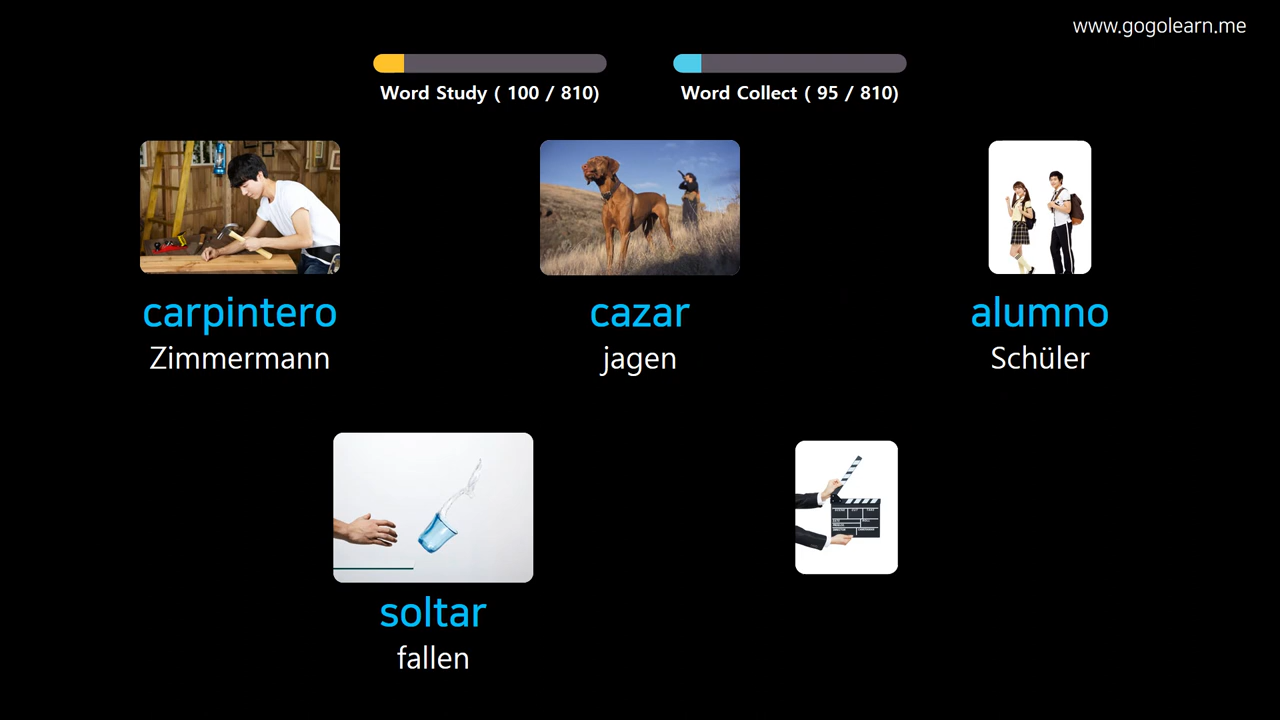 www.gogolearn.me
Word Study ( 100 / 810)
Word Collect ( 95 / 810)
carpintero
Zimmermann
cazar
jagen
alumno
Schüler
soltar
fallen